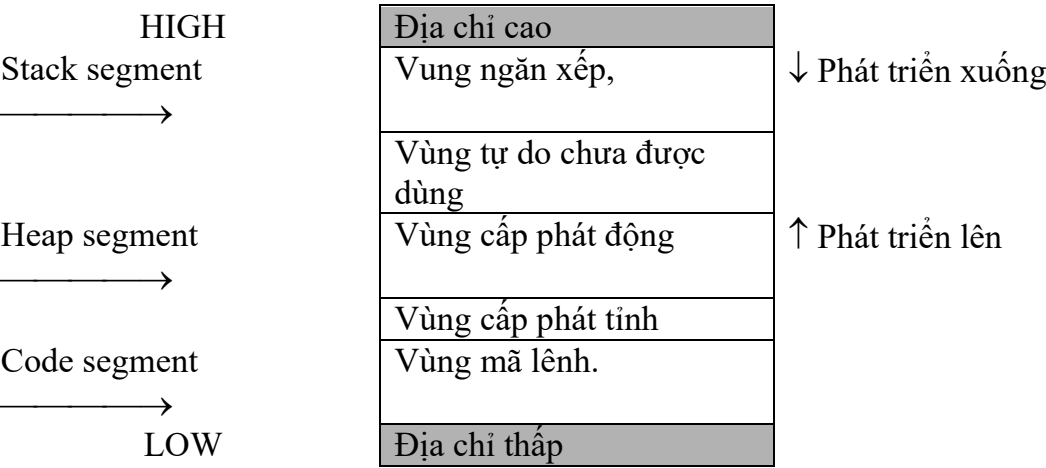 HIGH Địa chỉ cao
Stack segment Vung ngăn xếp, ↓ Phát triển xuống
Vùng tự do chưa được
dùng
Heap segment Vùng cấp phát động ↑ Phát triển lên
Vùng cấp phát tỉnh
Code segment Vùng mã lênh.
LOW Địa chỉ thấp